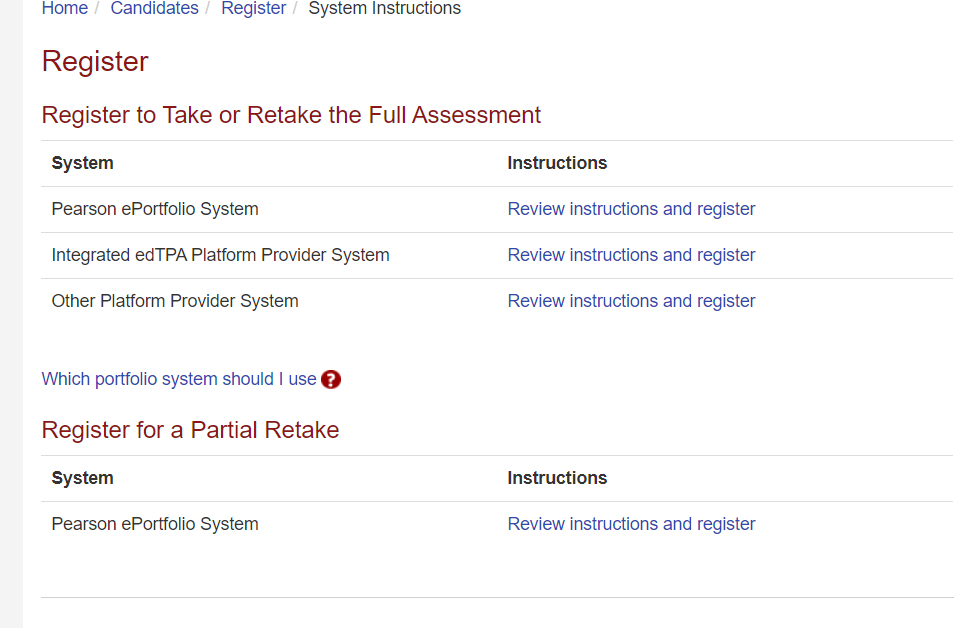 Home / Candidates / Register / System Instructions
Register
Register to Take or Retake the Full Assessment
System Instructions
Pearson ePortfolio System Review instructions and register
Integrated edTPA Platform Provider System Review instructions and register
Other Platform Provider System Review instructions and register
Which portfolio system should I use ?
Register for a Partial Retake
System Instructions
Pearson ePortfolio System Review instructions and register